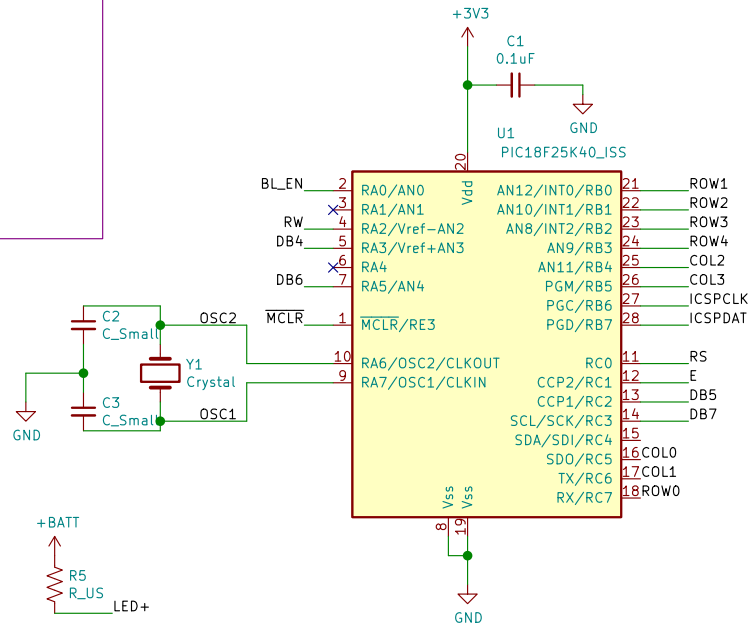 +3V3
C1
0.1uF
GND
U1
PIC18F25K40_ISS
20
Vdd
BL_EN 2 RA0/AN0 AN12/INT0/RB0 21 ROW1
3 RA1/AN1 AN10/INT1/RB1 22 ROW2
RW 4 RA2/Vref-AN2 AN8/INT2/RB2 23 ROW3
DB4 5 RA3/Vref+AN3 AN9/RB3 24 ROW4
6 RA4 AN11/RB4 25 COL2
DB6 7 RA5/AN4 PGM/RB5 26 COL3
PGC/RB6 27 ICSPCLK
MCLR 1 MCLR/RE3 PGD/RB7 28 ICSPDAT
C2
C_Small
OSC2
10 RA6/OSC2/CLKOUT RC0 11 RS
9 RA7/OSC1/CLKIN CCP2/RC1 12 E
Y1
Crystal
CCP1/RC2 13 DB5
C3
C_Small
OSC1
SCL/SCK/RC3 14 DB7
GND
SDA/SDI/RC4 15
SDO/RC5 16 COL0
TX/RC6 17 COL1
RX/RC7 18 ROW0
Vss Vss
8 19
GND
+BATT
R5
R_US
LED+